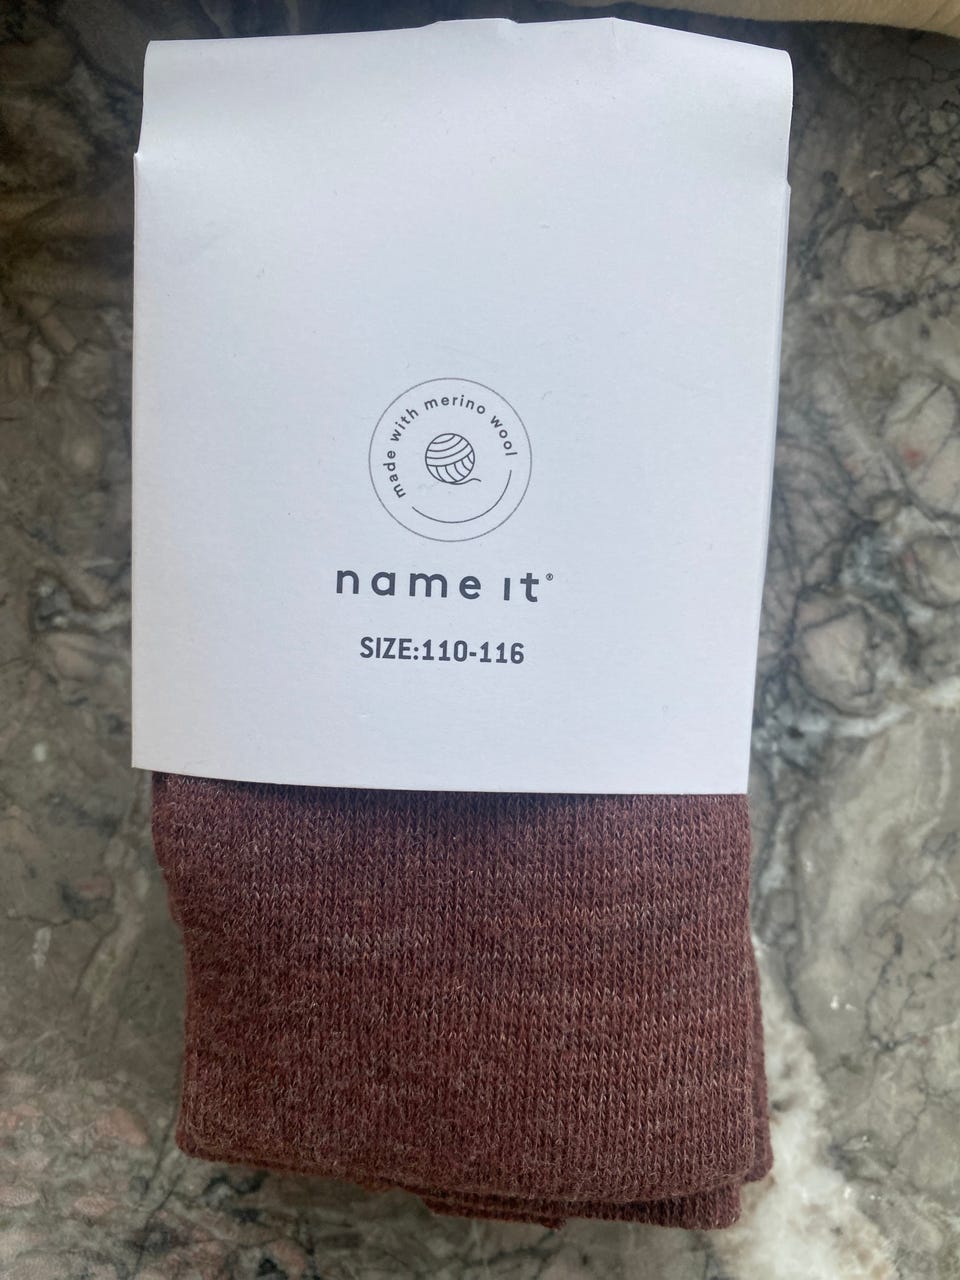 made with merino wool
name it®
SIZE:110-116